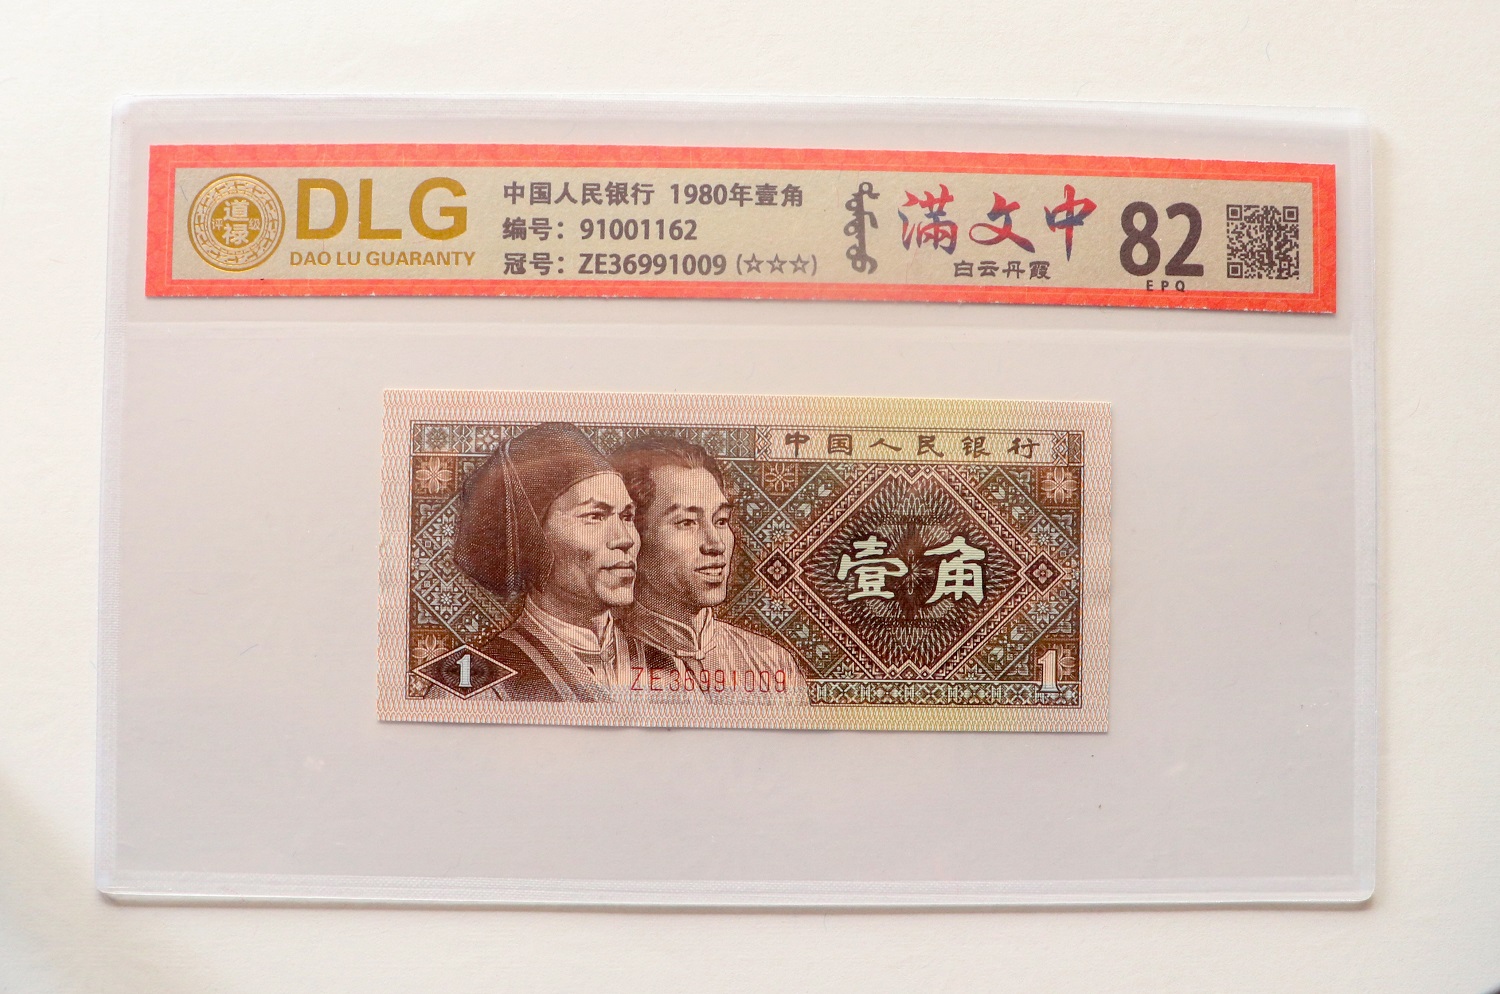 道
评 级
禄
DLG
DAO LU GUARANTY
中国人民银行 1980年壹角
编号：91001162
冠号：ZE36991009 (☆☆☆)
满文中
白云丹霞
82
EPQ
中国人民银行
壹角
1
ZE36991009
1